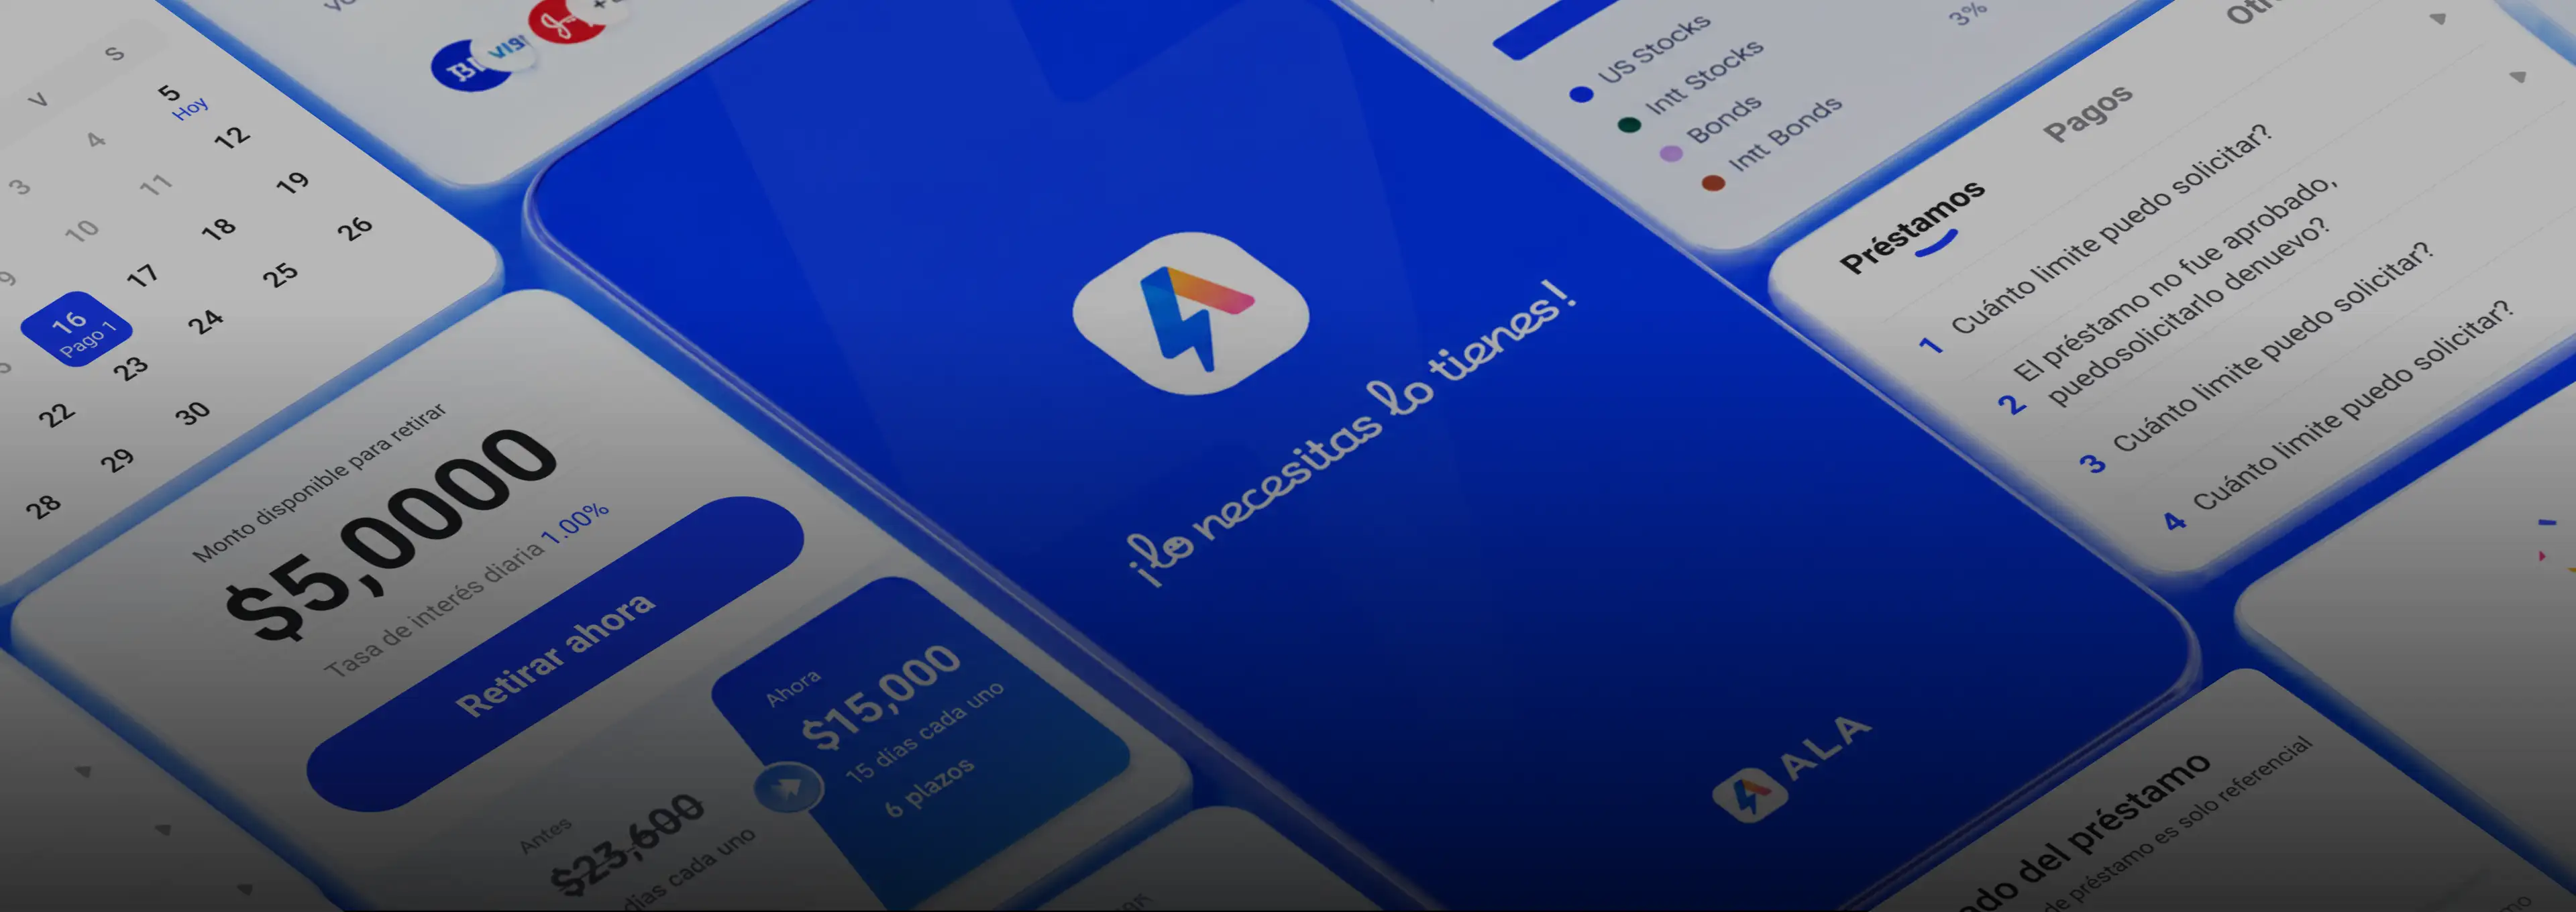 V S
3 4 5
Hoy
9 10 11 12
16
Pago 1
17 18 19
22 23 24 25 26
28 29 30
VISA
Monto disponible para retirar
$5,0000
Tasa de interés diaria 1.00%
Retirar ahora
Antes
$23,600
días cada uno
Ahora
$15,000
15 días cada uno
6 plazos
¡lo necesitas lo tienes!
ALA
US Stocks
Intt Stocks
Bonds
Intt Bonds
3%
Préstamos
Pagos
1 Cuánto limite puedo solicitar?
2 El préstamo no fue aprobado,
puedosolicitarlo denuevo?
3 Cuánto limite puedo solicitar?
4 Cuánto limite puedo solicitar?
del préstamo
de préstamo es solo referencial